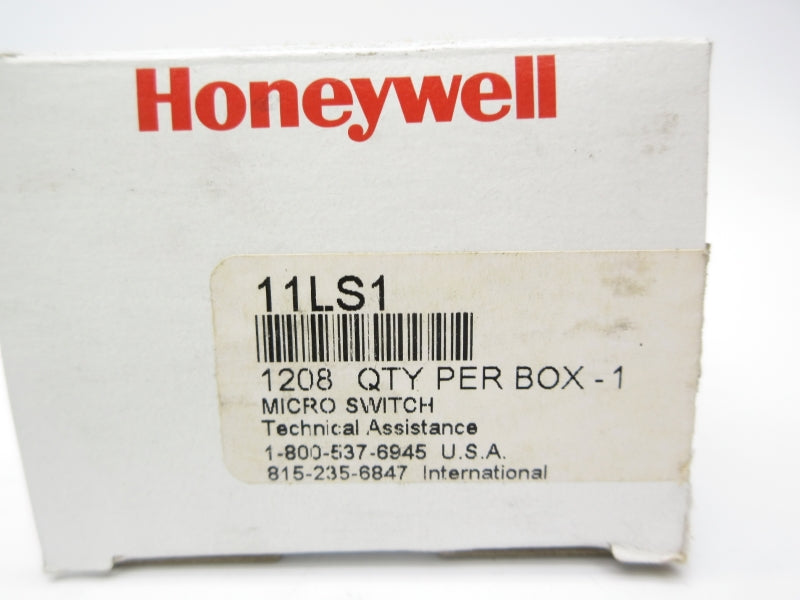 Honeywell
11LS1
1208 QTY PER BOX - 1
MICRO SWITCH
Technical Assistance
1-800-537-6945 U.S.A.
815-235-6847 International